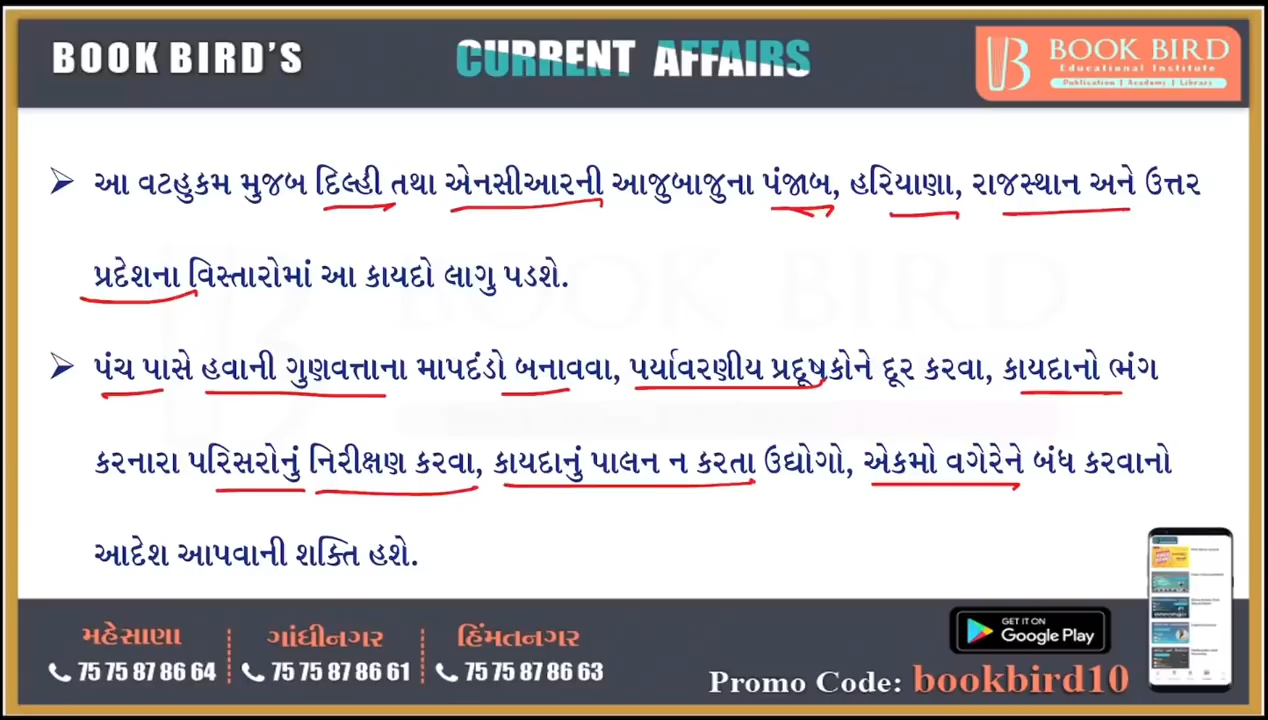 BOOK BIRD'S
CURRENT AFFAIRS
BOOK BIRD
Educational Institute
Publication | Academy | Library
આ વટહુકમ મુજબ દિલ્હી તથા એનસીઆરની આજુબાજુના પંજાબ, હરિયાણા, રાજસ્થાન અને ઉત્તર
પ્રદેશના વિસ્તારોમાં આ કાયદો લાગુ પડશે.
પંચ પાસે હવાની ગુણવત્તાના માપદંડો બનાવવા, પર્યાવરણીય પ્રદૂષકોને દૂર કરવા, કાયદાનો ભંગ
કરનારા પરિસરોનું નિરીક્ષણ કરવા, કાયદાનું પાલન ન કરતા ઉદ્યોગો, એકમો વગેરેને બંધ કરવાનો
આદેશ આપવાની શક્તિ હશે.
BOOK BIRD
મહેસાણા
75 75 87 86 64
ગાંધીનગર
75 75 87 86 61
હિંમતનગર
75 75 87 86 63
GET IT ON
Google Play
Promo Code: bookbird10